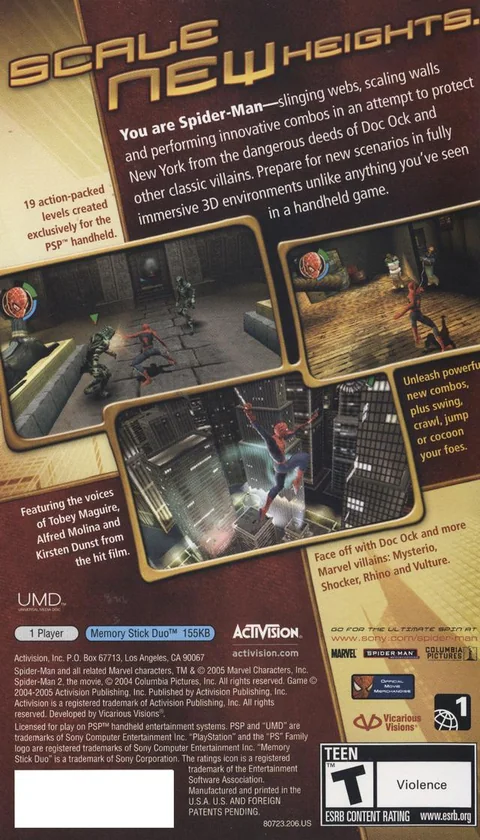 SCALE
NEW HEIGHTS.
You are Spider-Man—slinging webs, scaling walls
and performing innovative combos in an attempt to protect
New York from the dangerous deeds of Doc Ock and
other classic villains. Prepare for new scenarios in fully
immersive 3D environments unlike anything you've seen
in a handheld game.
19 action-packed
levels created
exclusively for the
PSP™ handheld.
Unleash powerful
new combos,
plus swing,
crawl, jump
or cocoon
your foes.
Featuring the voices
of Tobey Maguire,
Alfred Molina and
Kirsten Dunst from
the hit film.
Face off with Doc Ock and more
Marvel villains: Mysterio,
Shocker, Rhino and Vulture.
UMD™
UNIVERSAL MEDIA DISC
1 Player
Memory Stick Duo™ 155KB
ACTIVISION.
activision.com
GO FOR THE ULTIMATE SPIN AT
www.sony.com/spider-man
MARVEL
SPIDER-MAN
COLUMBIA
PICTURES
OFFICIAL
MOVIE
MERCHANDISE
Vicarious
Visions®
1
Activision, Inc. P.O. Box 67713, Los Angeles, CA 90067
Spider-Man and all related Marvel characters, TM & © 2005 Marvel Characters, Inc.
Spider-Man 2, the movie, © 2004 Columbia Pictures, Inc. All rights reserved. Game ©
2004-2005 Activision Publishing, Inc. Published by Activision Publishing, Inc.
Activision is a registered trademark of Activision Publishing, Inc. All rights
reserved. Developed by Vicarious Visions®.
Licensed for play on PSP™ handheld entertainment systems. PSP and "UMD" are
trademarks of Sony Computer Entertainment Inc. "PlayStation" and the "PS" Family
logo are registered trademarks of Sony Computer Entertainment Inc. "Memory
Stick Duo" is a trademark of Sony Corporation. The ratings icon is a registered
trademark of the Entertainment
Software Association.
Manufactured and printed in the
U.S.A. U.S. AND FOREIGN
PATENTS PENDING.
80723.206.US
TEEN
T™
Violence
ESRB CONTENT RATING www.esrb.org